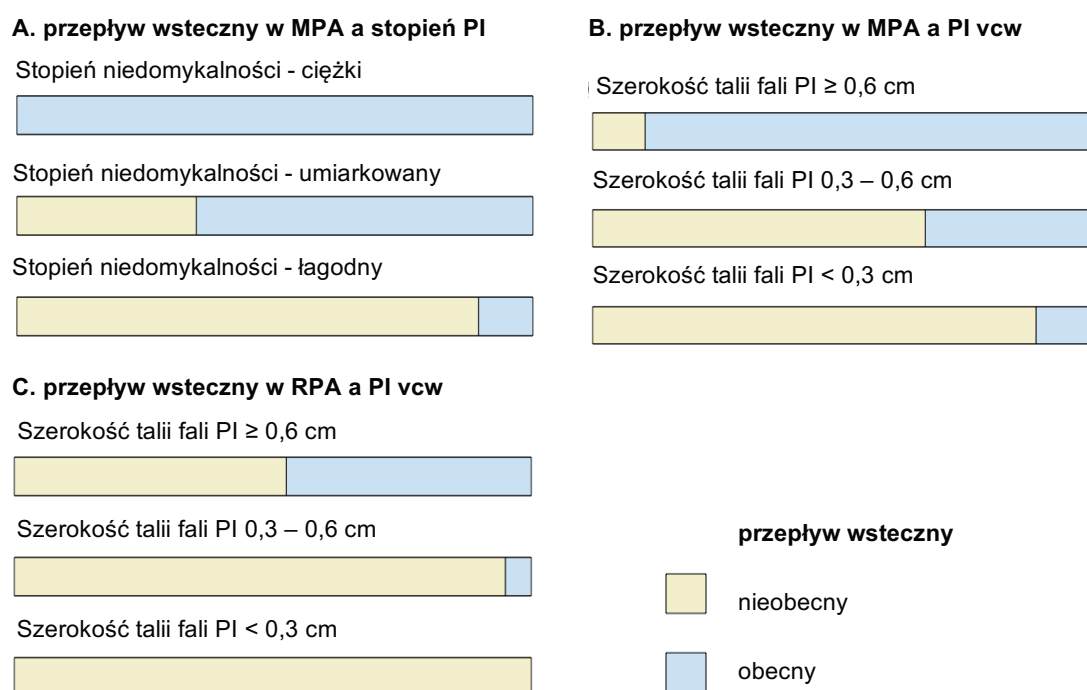 A. przepływ wsteczny w MPA a stopień PI
Stopień niedomykalności - ciężki
Stopień niedomykalności - umiarkowany
Stopień niedomykalności - łagodny
B. przepływ wsteczny w MPA a PI vcw
Szerokość talii fali PI ≥ 0,6 cm
Szerokość talii fali PI 0,3 – 0,6 cm
Szerokość talii fali PI < 0,3 cm
C. przepływ wsteczny w RPA a PI vcw
Szerokość talii fali PI ≥ 0,6 cm
Szerokość talii fali PI 0,3 – 0,6 cm
Szerokość talii fali PI < 0,3 cm
przepływ wsteczny
nieobecny
obecny